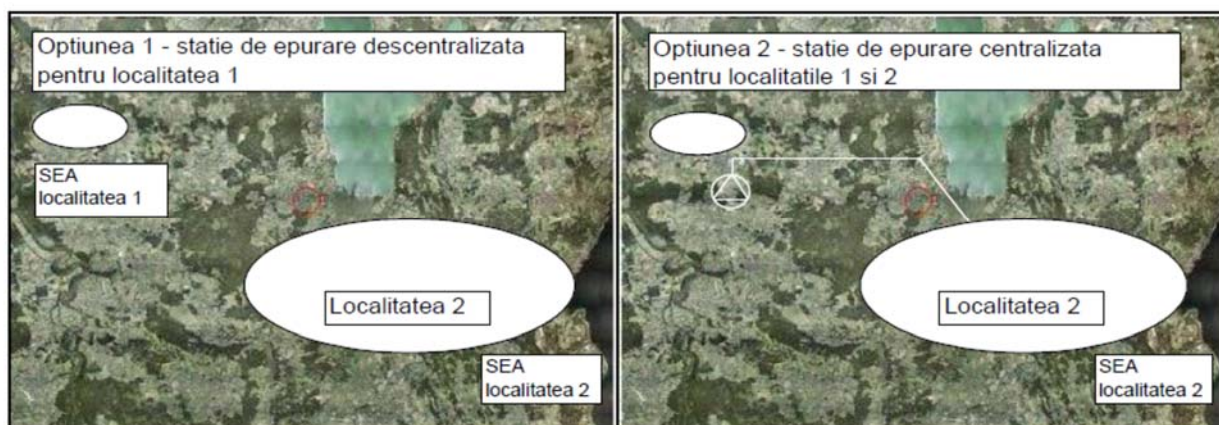 Optiunea 1 - statie de epurare descentralizata
pentru localitatea 1
SEA
localitatea 1
Localitatea 2
SEA
localitatea 2
Optiunea 2 - statie de epurare centralizata
pentru localitatile 1 si 2
Localitatea 2
SEA
localitatea 2